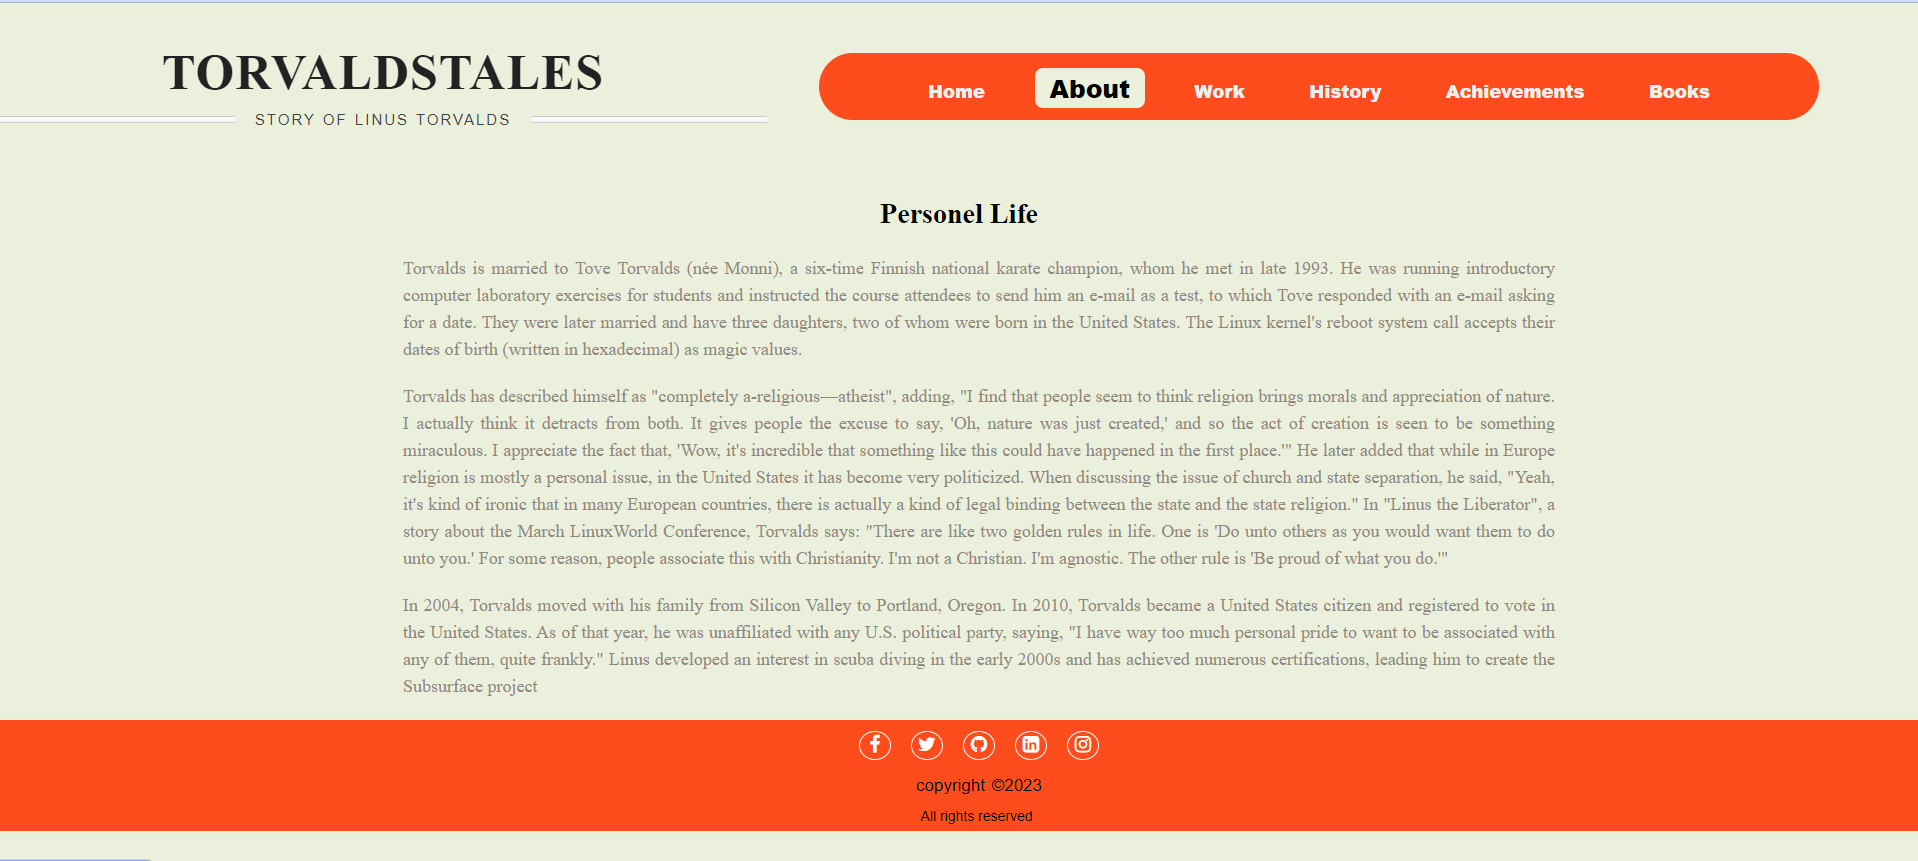 TORVALDSTALES
STORY OF LINUS TORVALDS
Home About Work History Achievements Books
Personel Life
Torvalds is married to Tove Torvalds (née Monni), a six-time Finnish national karate champion, whom he met in late 1993. He was running introductory
computer laboratory exercises for students and instructed the course attendees to send him an e-mail as a test, to which Tove responded with an e-mail asking
for a date. They were later married and have three daughters, two of whom were born in the United States. The Linux kernel's reboot system call accepts their
dates of birth (written in hexadecimal) as magic values.
Torvalds has described himself as "completely a-religious—atheist", adding, "I find that people seem to think religion brings morals and appreciation of nature.
I actually think it detracts from both. It gives people the excuse to say, 'Oh, nature was just created,' and so the act of creation is seen to be something
miraculous. I appreciate the fact that, 'Wow, it's incredible that something like this could have happened in the first place.'" He later added that while in Europe
religion is mostly a personal issue, in the United States it has become very politicized. When discussing the issue of church and state separation, he said, "Yeah,
it's kind of ironic that in many European countries, there is actually a kind of legal binding between the state and the state religion." In "Linus the Liberator", a
story about the March LinuxWorld Conference, Torvalds says: "There are like two golden rules in life. One is 'Do unto others as you would want them to do
unto you.' For some reason, people associate this with Christianity. I'm not a Christian. I'm agnostic. The other rule is 'Be proud of what you do.'"
In 2004, Torvalds moved with his family from Silicon Valley to Portland, Oregon. In 2010, Torvalds became a United States citizen and registered to vote in
the United States. As of that year, he was unaffiliated with any U.S. political party, saying, "I have way too much personal pride to want to be associated with
any of them, quite frankly." Linus developed an interest in scuba diving in the early 2000s and has achieved numerous certifications, leading him to create the
Subsurface project
copyright ©2023
All rights reserved